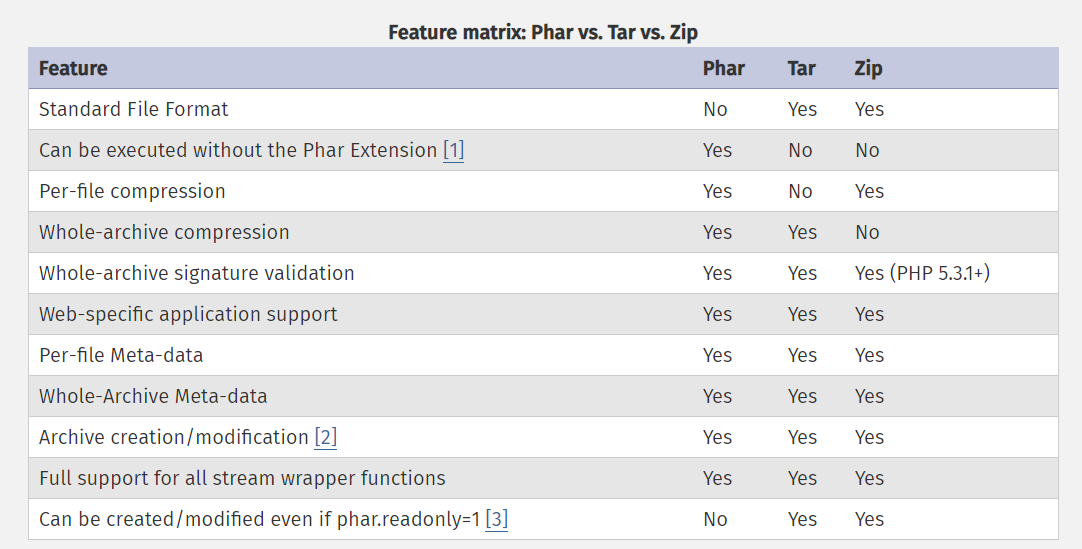 Feature matrix: Phar vs. Tar vs. Zip
Feature Phar Tar Zip
Standard File Format No Yes Yes
Can be executed without the Phar Extension [1] Yes No No
Per-file compression Yes No Yes
Whole-archive compression Yes Yes No
Whole-archive signature validation Yes Yes Yes (PHP 5.3.1+)
Web-specific application support Yes Yes Yes
Per-file Meta-data Yes Yes Yes
Whole-Archive Meta-data Yes Yes Yes
Archive creation/modification [2] Yes Yes Yes
Full support for all stream wrapper functions Yes Yes Yes
Can be created/modified even if phar.readonly=1 [3] No Yes Yes